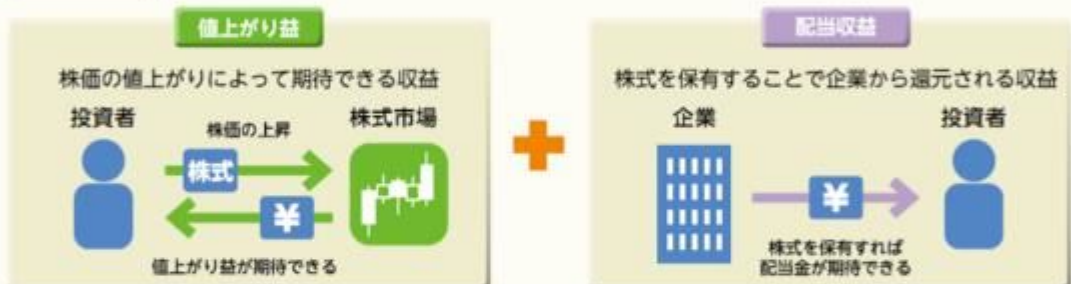 値上がり益
株価の値上がりによって期待できる収益
投資者
株価の上昇
株式市場
株式
¥
値上がり益が期待できる
配当収益
株式を保有することで企業から還元される収益
企業
投資者
¥
株式を保有すれば
配当金が期待できる